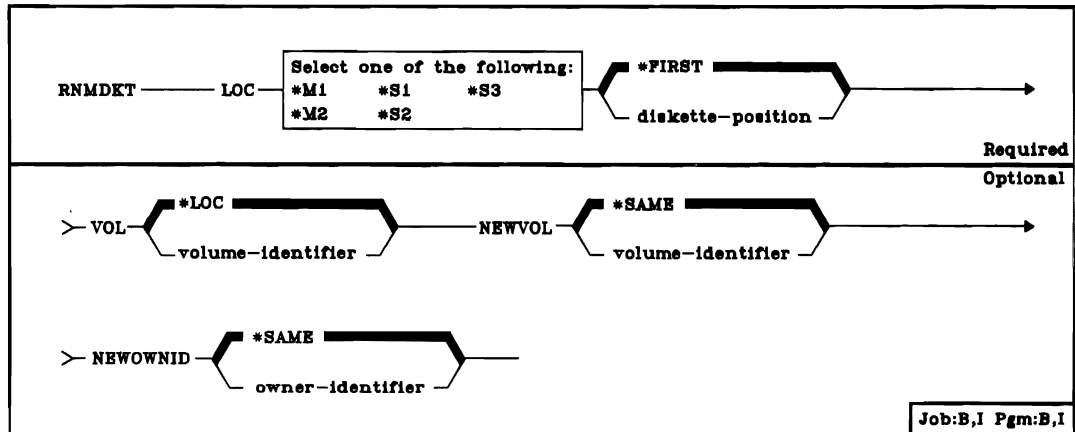 Select one of the following:
*FIRST
RNMDKT LOC *M1 *S1 *S3
*M2 *S2
diskette-position
Required
Optional
*LOC *SAME
VOL NEWVOL
volume-identifier volume-identifier
*SAME
NEWOWNID
owner-identifier
Job:B,I Pgm:B,I